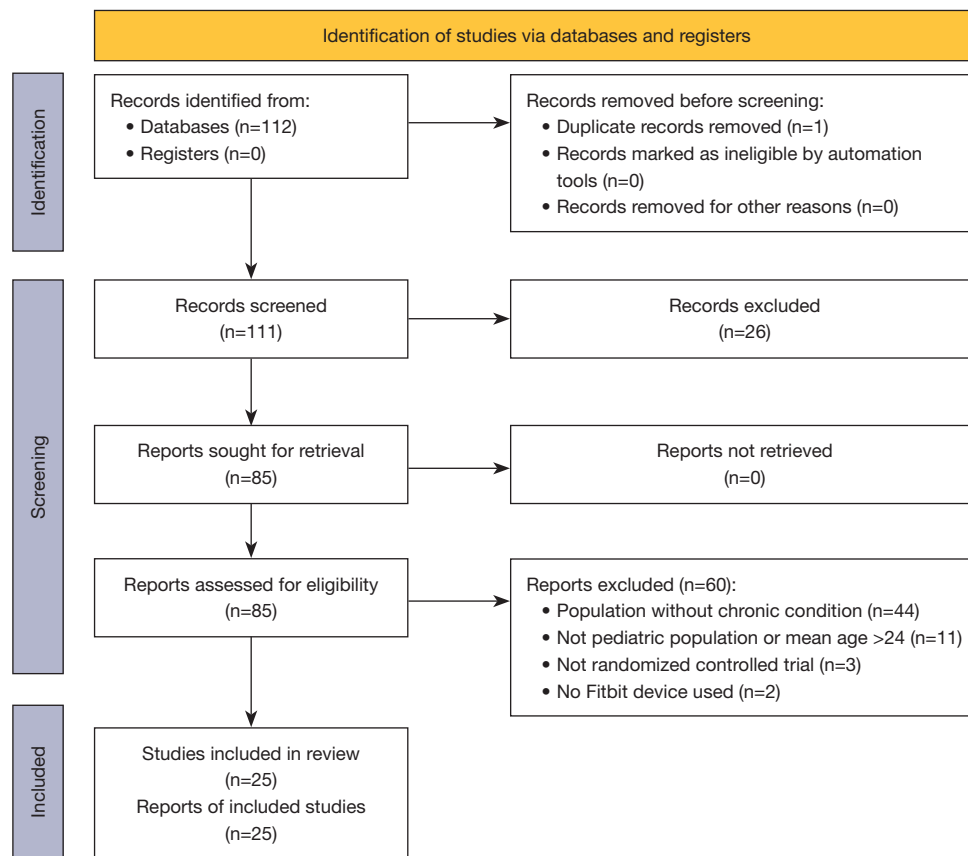 Identification of studies via databases and registers
Identification
Records identified from:
• Databases (n=112)
• Registers (n=0)
Records removed before screening:
• Duplicate records removed (n=1)
• Records marked as ineligible by automation
tools (n=0)
• Records removed for other reasons (n=0)
Screening
Records screened
(n=111)
Records excluded
(n=26)
Reports sought for retrieval
(n=85)
Reports not retrieved
(n=0)
Reports assessed for eligibility
(n=85)
Reports excluded (n=60):
• Population without chronic condition (n=44)
• Not pediatric population or mean age >24 (n=11)
• Not randomized controlled trial (n=3)
• No Fitbit device used (n=2)
Included
Studies included in review
(n=25)
Reports of included studies
(n=25)